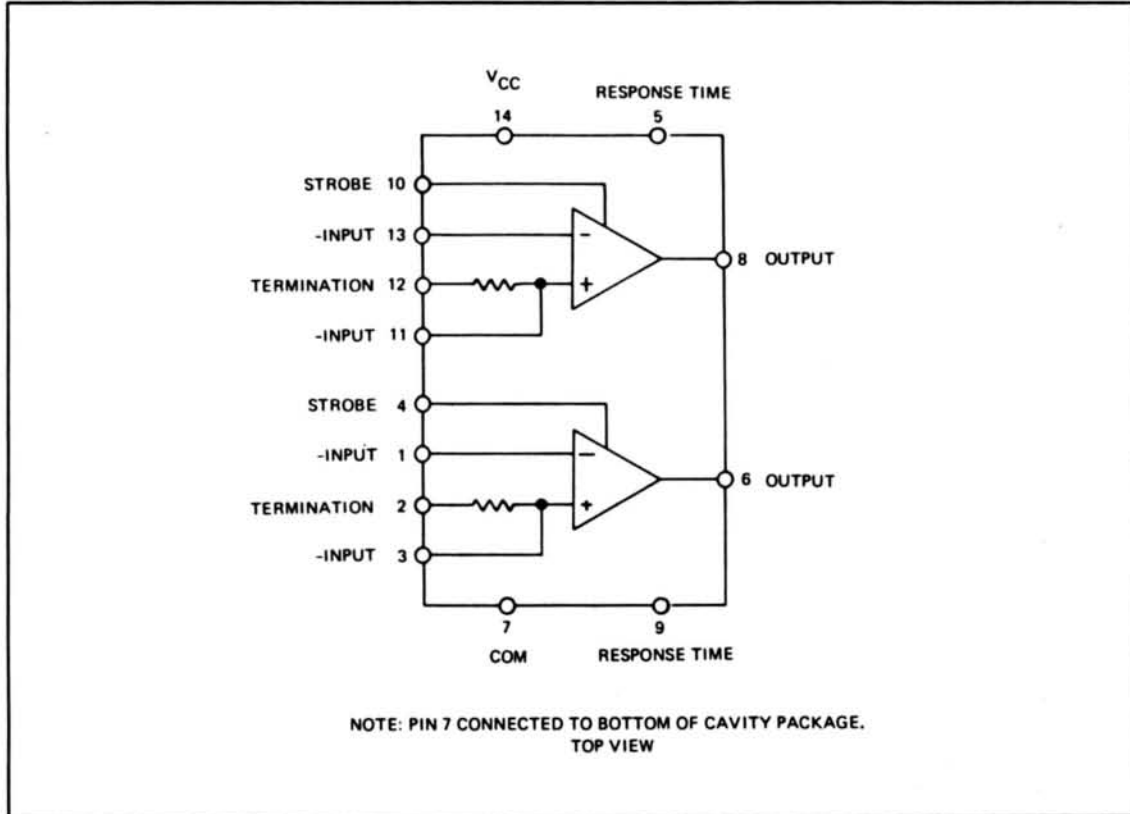 VCC
14
RESPONSE TIME
5
STROBE 10
-INPUT 13
TERMINATION 12
-INPUT 11
-
+
8 OUTPUT
STROBE 4
-INPUT 1
TERMINATION 2
-INPUT 3
-
+
6 OUTPUT
7
COM
9
RESPONSE TIME
NOTE: PIN 7 CONNECTED TO BOTTOM OF CAVITY PACKAGE.
TOP VIEW